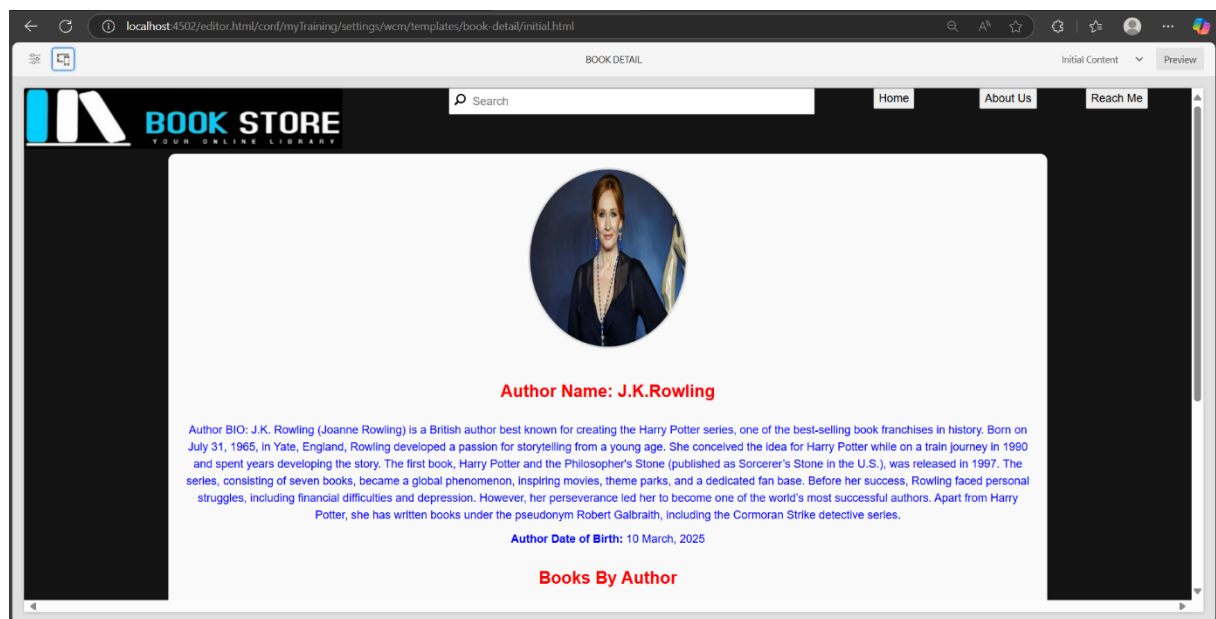 localhost:4502/editor.html/conf/myTraining/settings/wcm/templates/book-detail/initial.html
BOOK DETAIL
Initial Content
Preview
BOOK STORE
YOUR ONLINE LIBRARY
Search
Home
About Us
Reach Me
Author Name: J.K.Rowling
Author BIO: J.K. Rowling (Joanne Rowling) is a British author best known for creating the Harry Potter series, one of the best-selling book franchises in history. Born on
July 31, 1965, in Yate, England, Rowling developed a passion for storytelling from a young age. She conceived the idea for Harry Potter while on a train journey in 1990
and spent years developing the story. The first book, Harry Potter and the Philosopher's Stone (published as Sorcerer's Stone in the U.S.), was released in 1997. The
series, consisting of seven books, became a global phenomenon, inspiring movies, theme parks, and a dedicated fan base. Before her success, Rowling faced personal
struggles, including financial difficulties and depression. However, her perseverance led her to become one of the world's most successful authors. Apart from Harry
Potter, she has written books under the pseudonym Robert Galbraith, including the Cormoran Strike detective series.
Author Date of Birth: 10 March, 2025
Books By Author